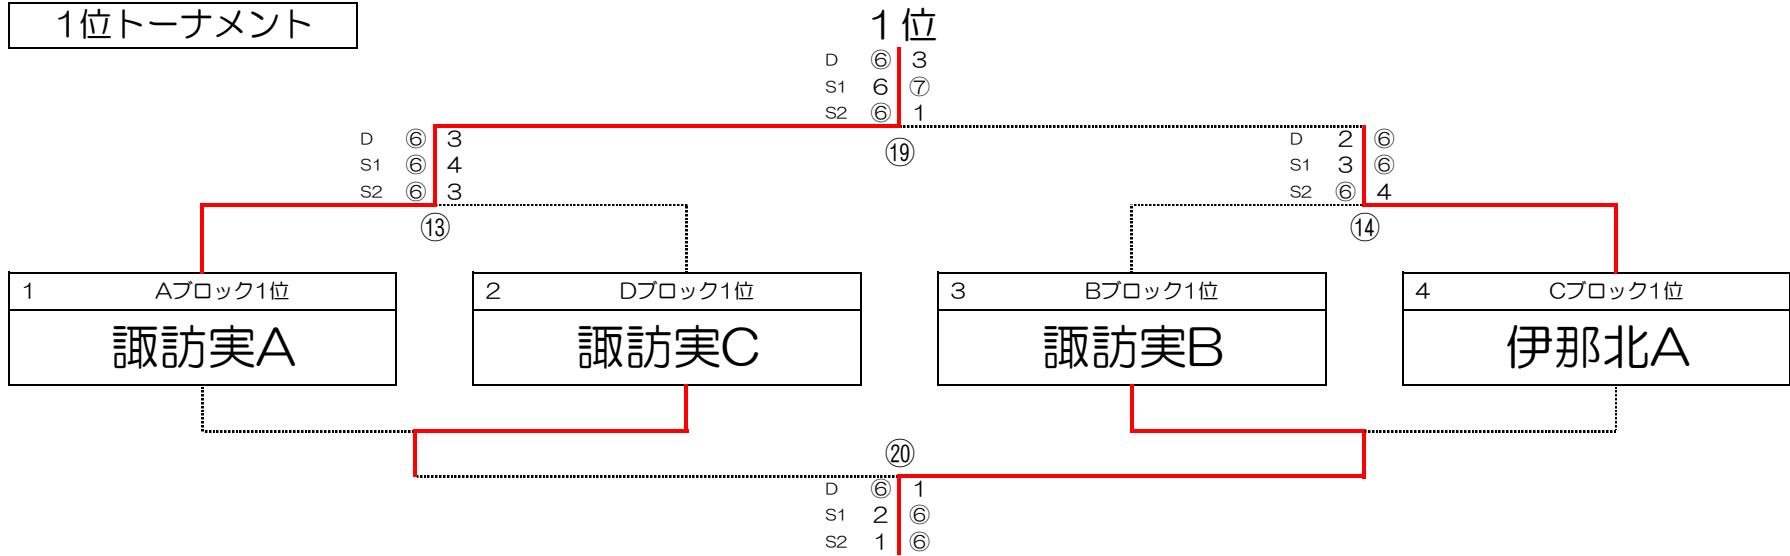 1位トーナメント
1位
D ⑥ 3
S1 6 ⑦
S2 ⑥ 1
⑲
D ⑥ 3
S1 ⑥ 4
S2 ⑥ 3
⑬
D 2 ⑥
S1 3 ⑥
S2 ⑥ 4
⑭
1 Aブロック1位
諏訪実A
2 Dブロック1位
諏訪実C
3 Bブロック1位
諏訪実B
4 Cブロック1位
伊那北A
⑳
D ⑥ 1
S1 2 ⑥
S2 1 ⑥